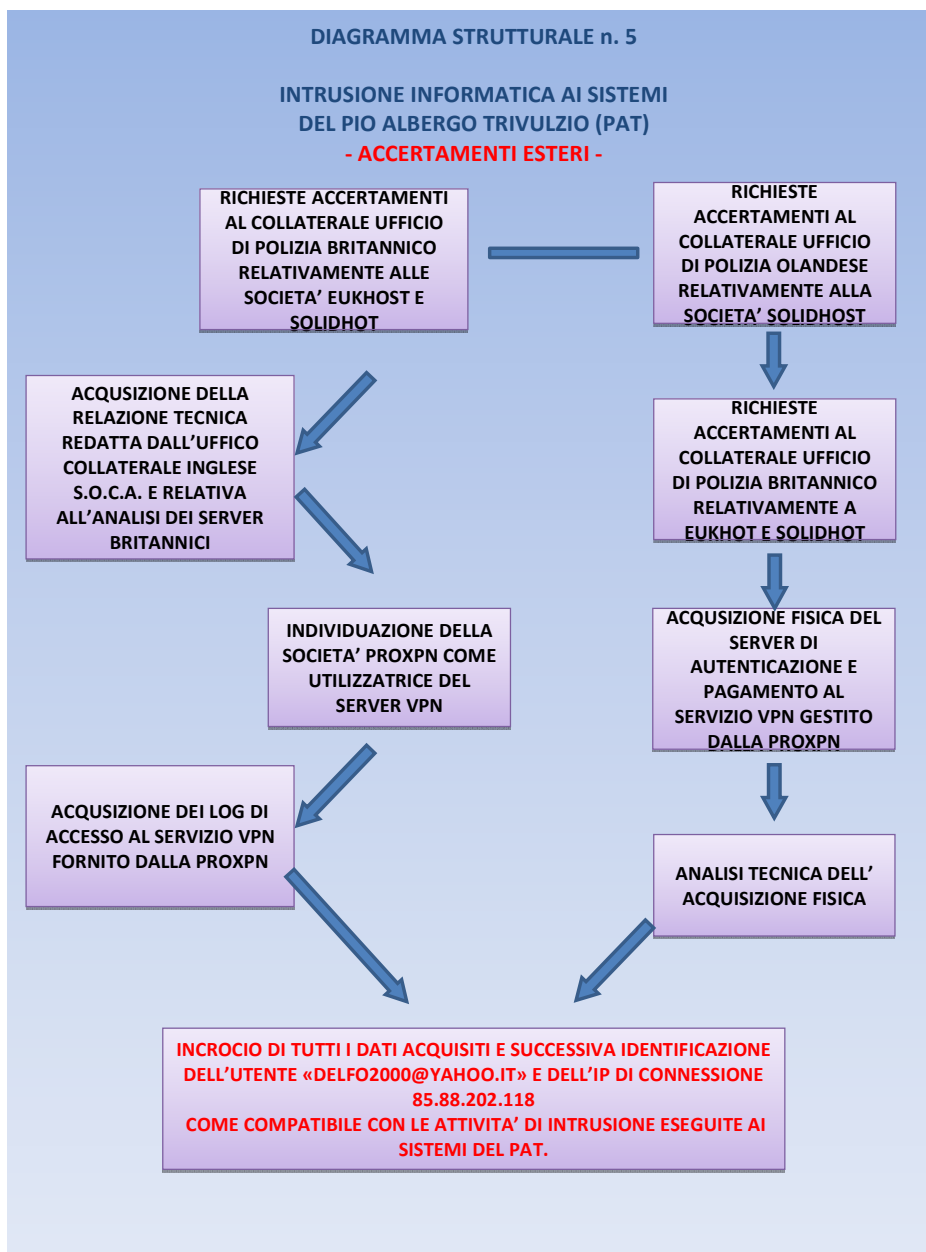 DIAGRAMMA STRUTTURALE n. 5
INTRUSIONE INFORMATICA AI SISTEMI
DEL PIO ALBERGO TRIVULZIO (PAT)
- ACCERTAMENTI ESTERI -
RICHIESTE ACCERTAMENTI
AL COLLATERALE UFFICIO
DI POLIZIA BRITANNICO
RELATIVAMENTE ALLE
SOCIETA’ EUKHOST E
SOLIDHOT
RICHIESTE
ACCERTAMENTI AL
COLLATERALE UFFICIO
DI POLIZIA OLANDESE
RELATIVAMENTE ALLA
SOCIETA’ SOLIDHOST
ACQUSIZIONE DELLA
RELAZIONE TECNICA
REDATTA DALL’UFFICO
COLLATERALE INGLESE
S.O.C.A. E RELATIVA
ALL’ANALISI DEI SERVER
BRITANNICI
RICHIESTE
ACCERTAMENTI AL
COLLATERALE UFFICIO
DI POLIZIA BRITANNICO
RELATIVAMENTE A
EUKHOT E SOLIDHOT
INDIVIDUAZIONE DELLA
SOCIETA’ PROXPN COME
UTILIZZATRICE DEL
SERVER VPN
ACQUSIZIONE FISICA DEL
SERVER DI
AUTENTICAZIONE E
PAGAMENTO AL
SERVIZIO VPN GESTITO
DALLA PROXPN
ACQUSIZIONE DEI LOG DI
ACCESSO AL SERVIZIO VPN
FORNITO DALLA PROXPN
ANALISI TECNICA DELL’
ACQUISIZIONE FISICA
INCROCIO DI TUTTI I DATI ACQUISITI E SUCCESSIVA IDENTIFICAZIONE
DELL’UTENTE «DELFO2000@YAHOO.IT» E DELL’IP DI CONNESSIONE
85.88.202.118
COME COMPATIBILE CON LE ATTIVITA’ DI INTRUSIONE ESEGUITE AI
SISTEMI DEL PAT.